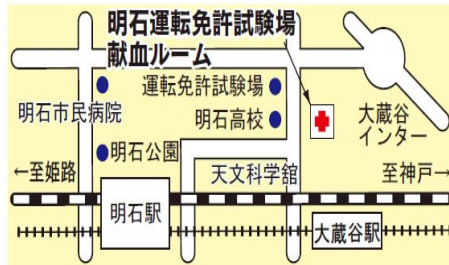 明石運転免許試験場
献血ルーム
運転免許試験場
明石市民病院
明石高校
大蔵谷
インター
明石公園
←至姫路
天文科学館
至神戸→
明石駅
大蔵谷駅